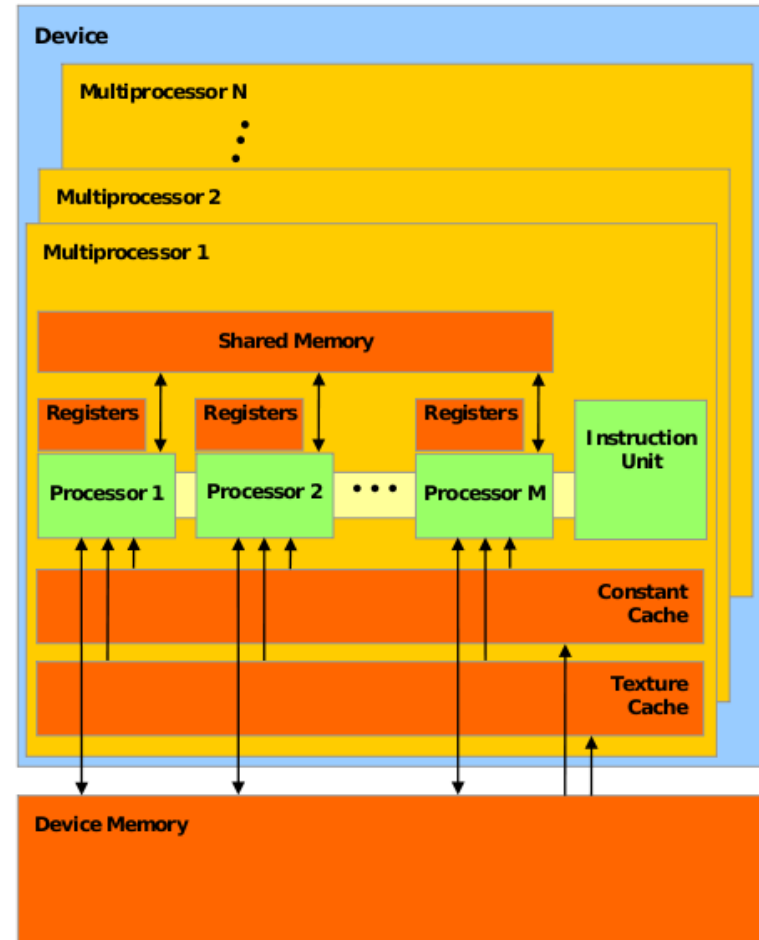 Device
Multiprocessor N
Multiprocessor 2
Multiprocessor 1
Shared Memory
Registers
Registers
Registers
Instruction
Unit
Processor 1
Processor 2
Processor M
Constant
Cache
Texture
Cache
Device Memory